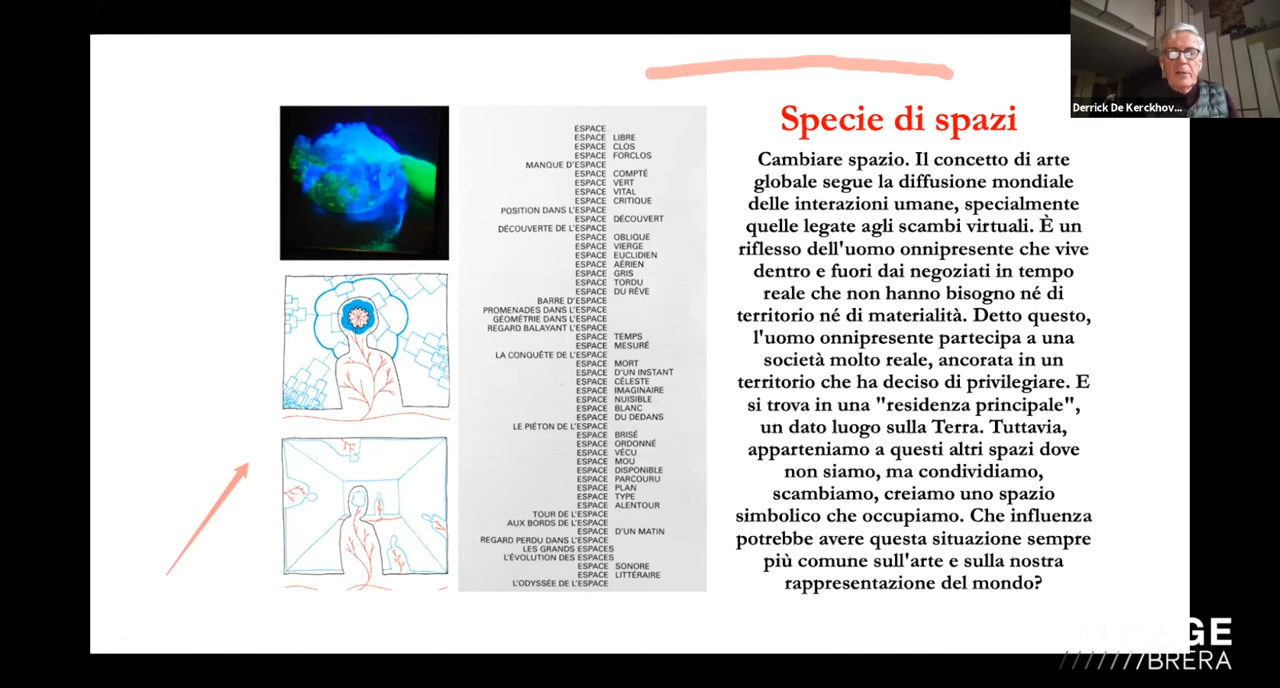 ESPACE
ESPACE LIBRE
ESPACE CLOS
ESPACE FORCLOS
MANQUE D'ESPACE
ESPACE COMPTÉ
ESPACE VERT
ESPACE VITAL
ESPACE CRITIQUE
POSITION DANS L'ESPACE
ESPACE DÉCOUVERT
DÉCOUVERTE DE L'ESPACE
ESPACE OBLIQUE
ESPACE VIERGE
ESPACE EUCLIDIEN
ESPACE AÉRIEN
ESPACE GRIS
ESPACE TORDU
ESPACE DU RÊVE
BARRE D'ESPACE
PROMENADES DANS L'ESPACE
GÉOMÉTRIE DANS L'ESPACE
REGARD BALAYANT L'ESPACE
ESPACE TEMPS
ESPACE MESURÉ
LA CONQUÊTE DE L'ESPACE
ESPACE MORT
ESPACE D'UN INSTANT
ESPACE CÉLESTE
ESPACE IMAGINAIRE
ESPACE NUISIBLE
ESPACE BLANC
ESPACE DU DEDANS
LE PIÉTON DE L'ESPACE
ESPACE BRISÉ
ESPACE ORDONNÉ
ESPACE VÉCU
ESPACE MOU
ESPACE DISPONIBLE
ESPACE PARCOURU
ESPACE PLAN
ESPACE TYPE
ESPACE ALENTOUR
TOUR DE L'ESPACE
AUX BORDS DE L'ESPACE
ESPACE D'UN MATIN
REGARD PERDU DANS L'ESPACE
LES GRANDS ESPACES
L'ÉVOLUTION DES ESPACES
ESPACE SONORE
ESPACE LITTÉRAIRE
L'ODYSSÉE DE L'ESPACE
Specie di spazi
Cambiare spazio. Il concetto di arte
globale segue la diffusione mondiale
delle interazioni umane, specialmente
quelle legate agli scambi virtuali. È un
riflesso dell'uomo onnipresente che vive
dentro e fuori dai negoziati in tempo
reale che non hanno bisogno né di
territorio né di materialità. Detto questo,
l'uomo onnipresente partecipa a una
società molto reale, ancorata in un
territorio che ha deciso di privilegiare. E
si trova in una "residenza principale",
un dato luogo sulla Terra. Tuttavia,
apparteniamo a questi altri spazi dove
non siamo, ma condividiamo,
scambiamo, creiamo uno spazio
simbolico che occupiamo. Che influenza
potrebbe avere questa situazione sempre
più comune sull'arte e sulla nostra
rappresentazione del mondo?
Derrick De Kerckhov...
///////BRERA